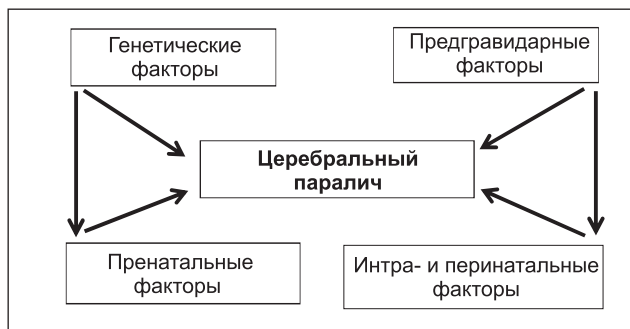 Генетические
факторы
Предгравидарные
факторы
Церебральный
паралич
Пренатальные
факторы
Интра- и перинатальные
факторы